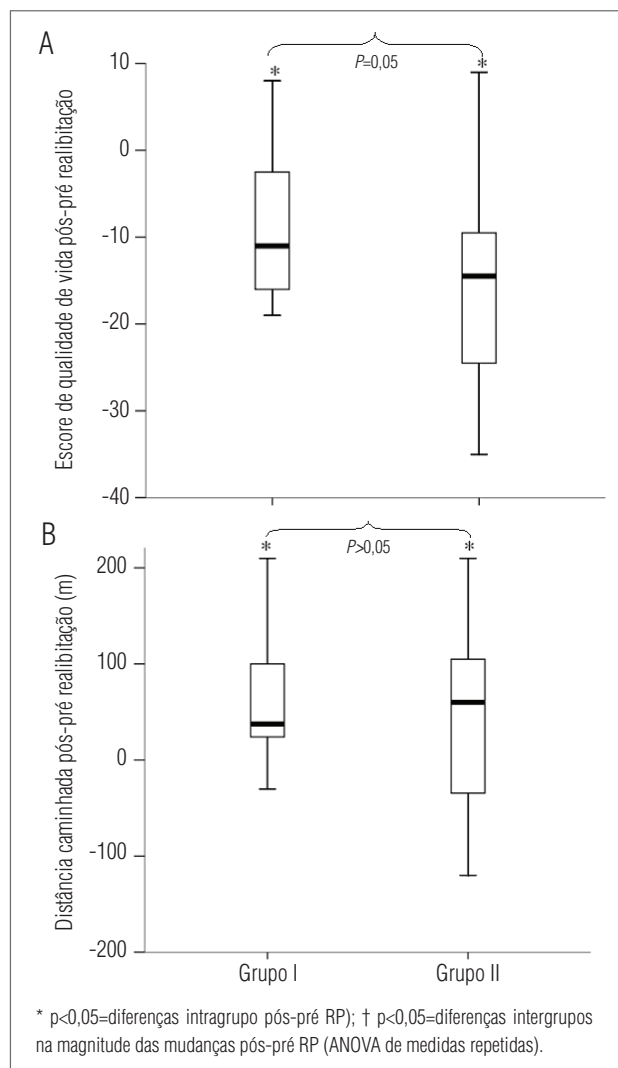 A
Escore de qualidade de vida pós-pré realibitação
10
0
-10
-20
-30
-40
*
P=0,05
*
B
Distância caminhada pós-pré realibitação (m)
200
100
0
-100
-200
*
P>0,05
*
Grupo I
Grupo II
* p<0,05=diferenças intragrupo pós-pré RP); † p<0,05=diferenças intergrupos
na magnitude das mudanças pós-pré RP (ANOVA de medidas repetidas).